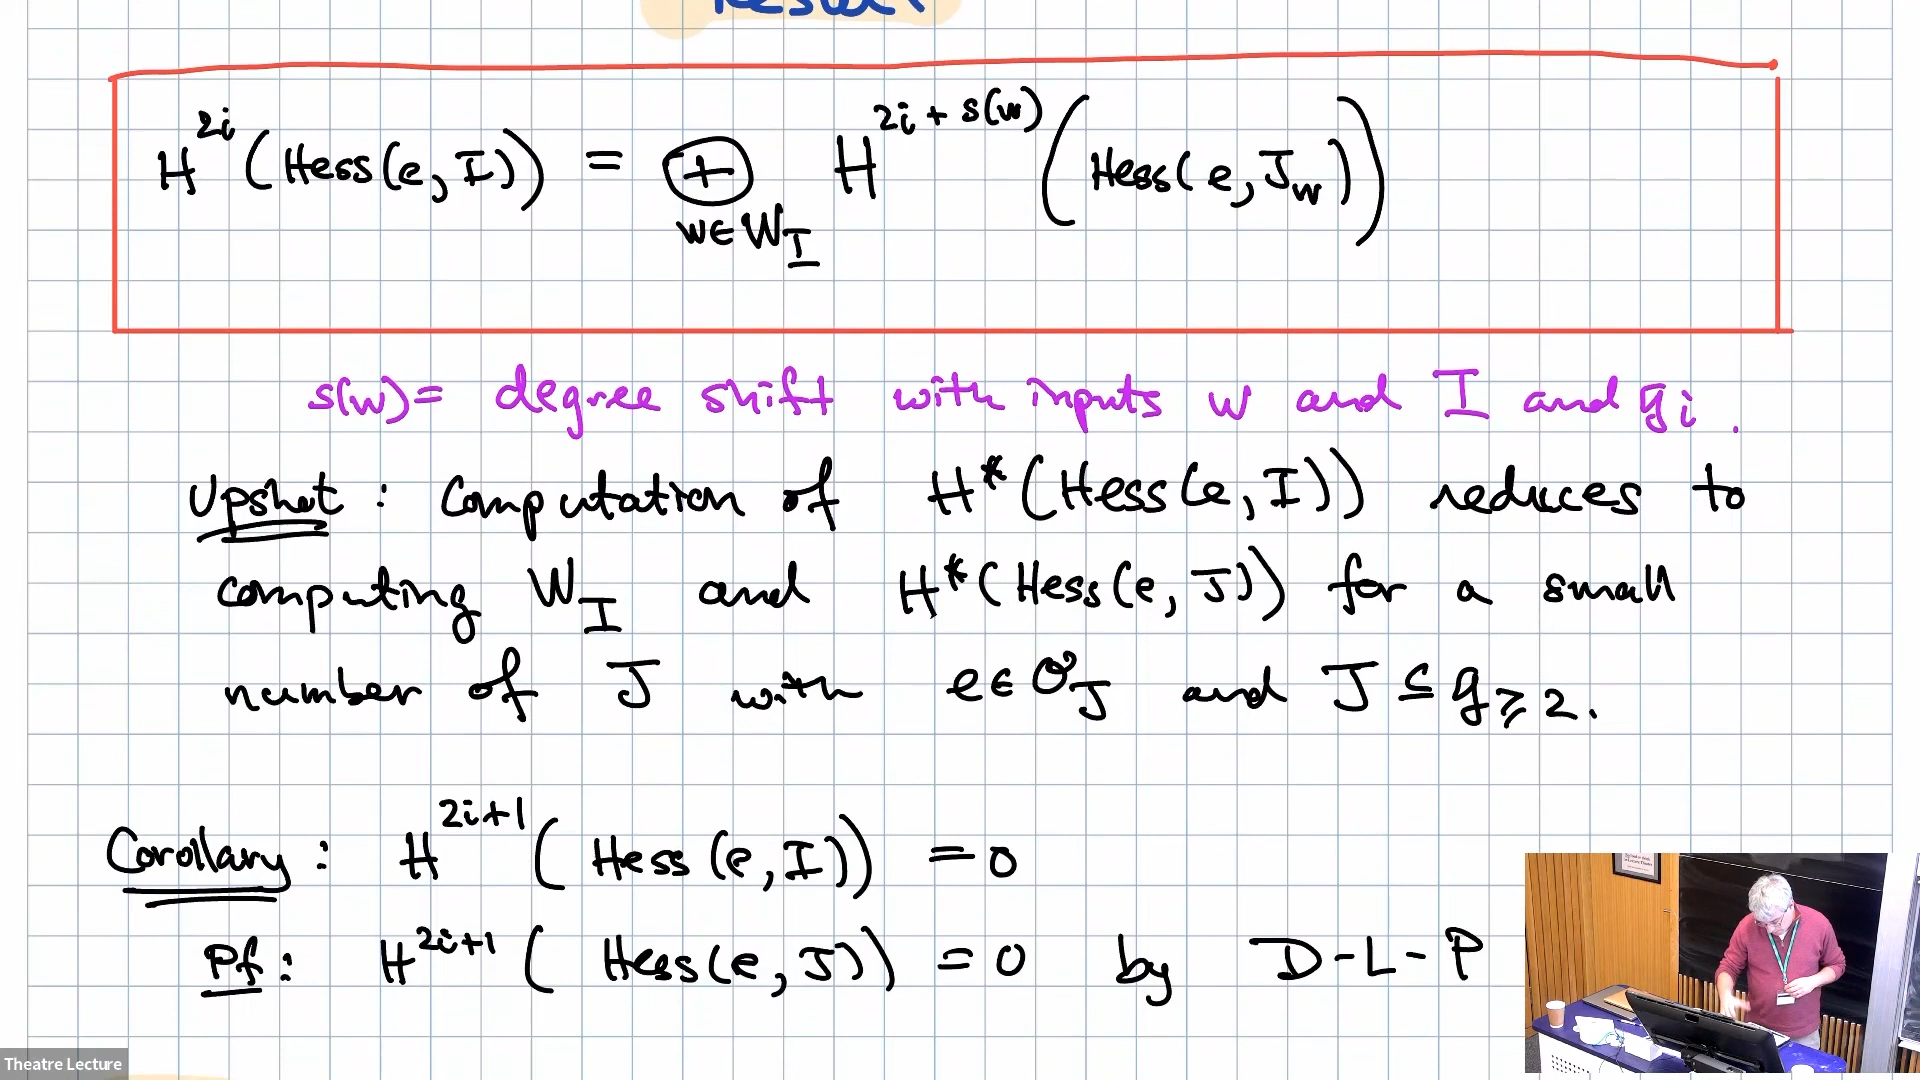 Result
H^{2i}(Hess(e, I)) = ⊕_{w∈W_I} H^{2i+s(w)}(Hess(e, J_w))
s(w) = degree shift with inputs w and I and g_i.
Upshot: Computation of H*(Hess(e, I)) reduces to
computing W_I and H*(Hess(e, J)) for a small
number of J with e ∈ O_J and J ⊆ g_{≥2}.
Corollary: H^{2i+1}(Hess(e, I)) = 0
Pf: H^{2i+1}(Hess(e, J)) = 0 by D-L-P
Theatre Lecture